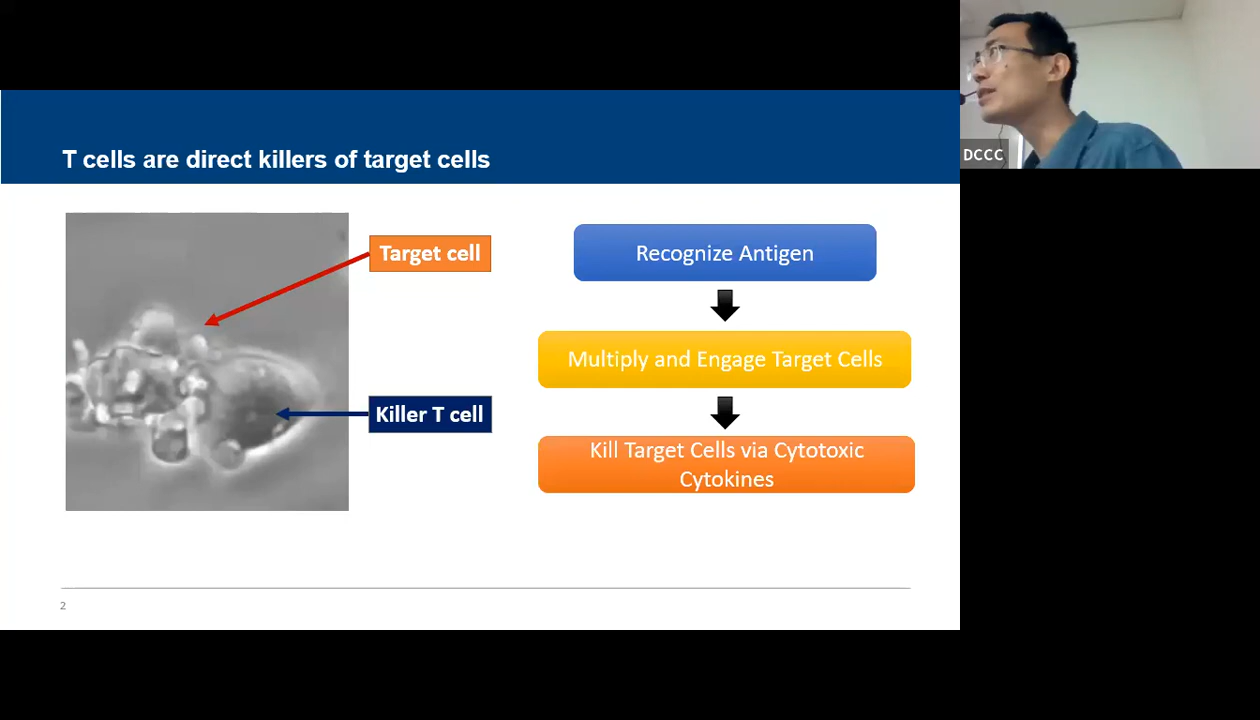 T cells are direct killers of target cells
Target cell
Killer T cell
Recognize Antigen
Multiply and Engage Target Cells
Kill Target Cells via Cytotoxic
Cytokines
2
DCCC